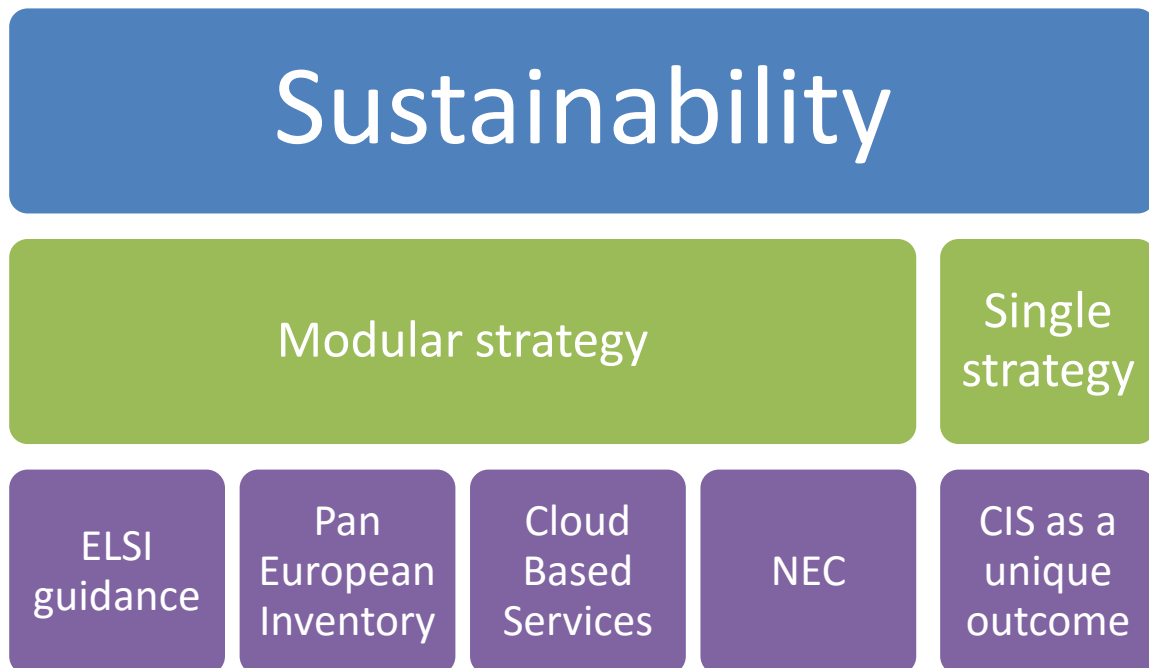 Sustainability
Modular strategy
Single
strategy
ELSI
guidance
Pan
European
Inventory
Cloud
Based
Services
NEC
CIS as a
unique
outcome